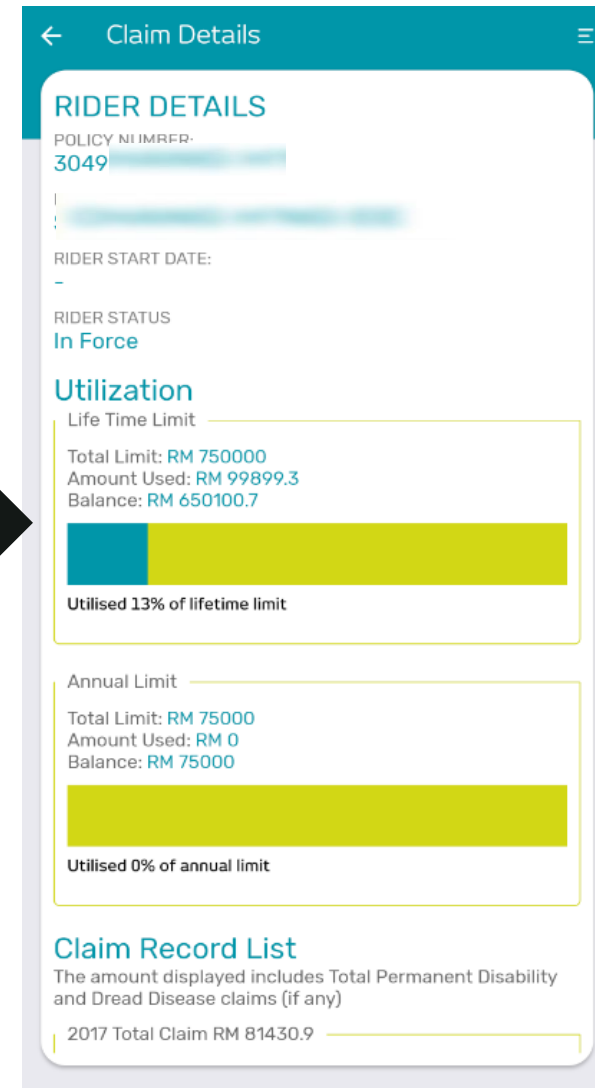 Claim Details
RIDER DETAILS
POLICY NUMBER:
3049
RIDER START DATE:
-
RIDER STATUS
In Force
Utilization
Life Time Limit
Total Limit: RM 750000
Amount Used: RM 99899.3
Balance: RM 650100.7
Utilised 13% of lifetime limit
Annual Limit
Total Limit: RM 75000
Amount Used: RM 0
Balance: RM 75000
Utilised 0% of annual limit
Claim Record List
The amount displayed includes Total Permanent Disability
and Dread Disease claims (if any)
2017 Total Claim RM 81430.9